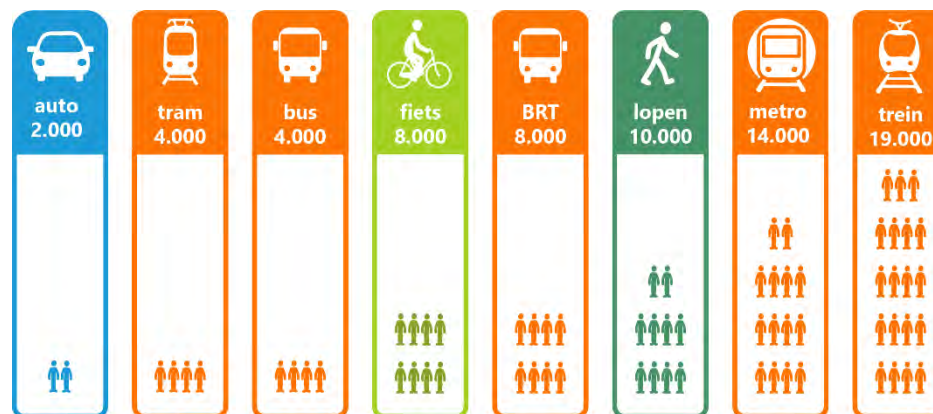 auto
2.000
tram
4.000
bus
4.000
fiets
8.000
BRT
8.000
lopen
10.000
metro
14.000
trein
19.000